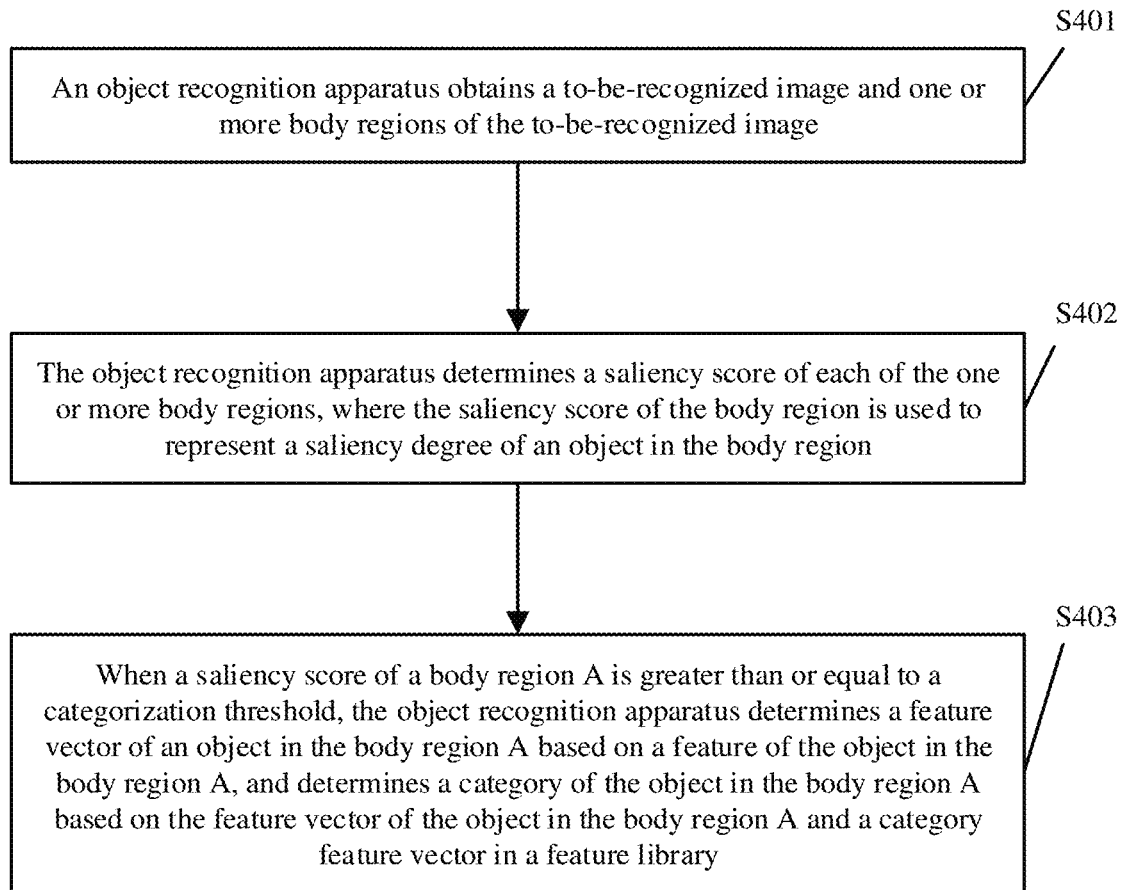 S401
An object recognition apparatus obtains a to-be-recognized image and one or
more body regions of the to-be-recognized image
S402
The object recognition apparatus determines a saliency score of each of the one
or more body regions, where the saliency score of the body region is used to
represent a saliency degree of an object in the body region
S403
When a saliency score of a body region A is greater than or equal to a
categorization threshold, the object recognition apparatus determines a feature
vector of an object in the body region A based on a feature of the object in the
body region A, and determines a category of the object in the body region A
based on the feature vector of the object in the body region A and a category
feature vector in a feature library